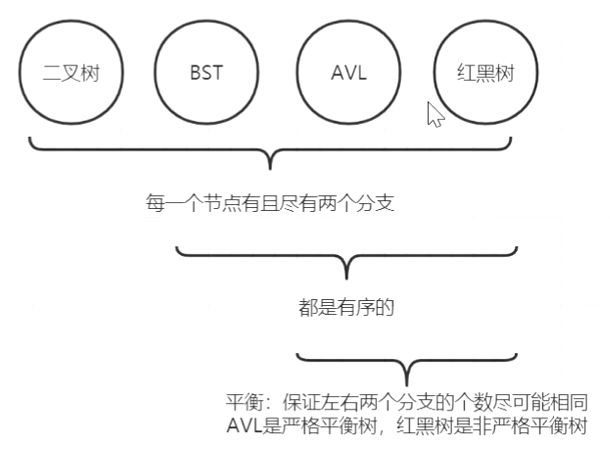 二叉树 BST AVL 红黑树
每一个节点有且尽有两个分支
都是有序的
平衡：保证左右两个分支的个数尽可能相同
AVL是严格平衡树，红黑树是非严格平衡树